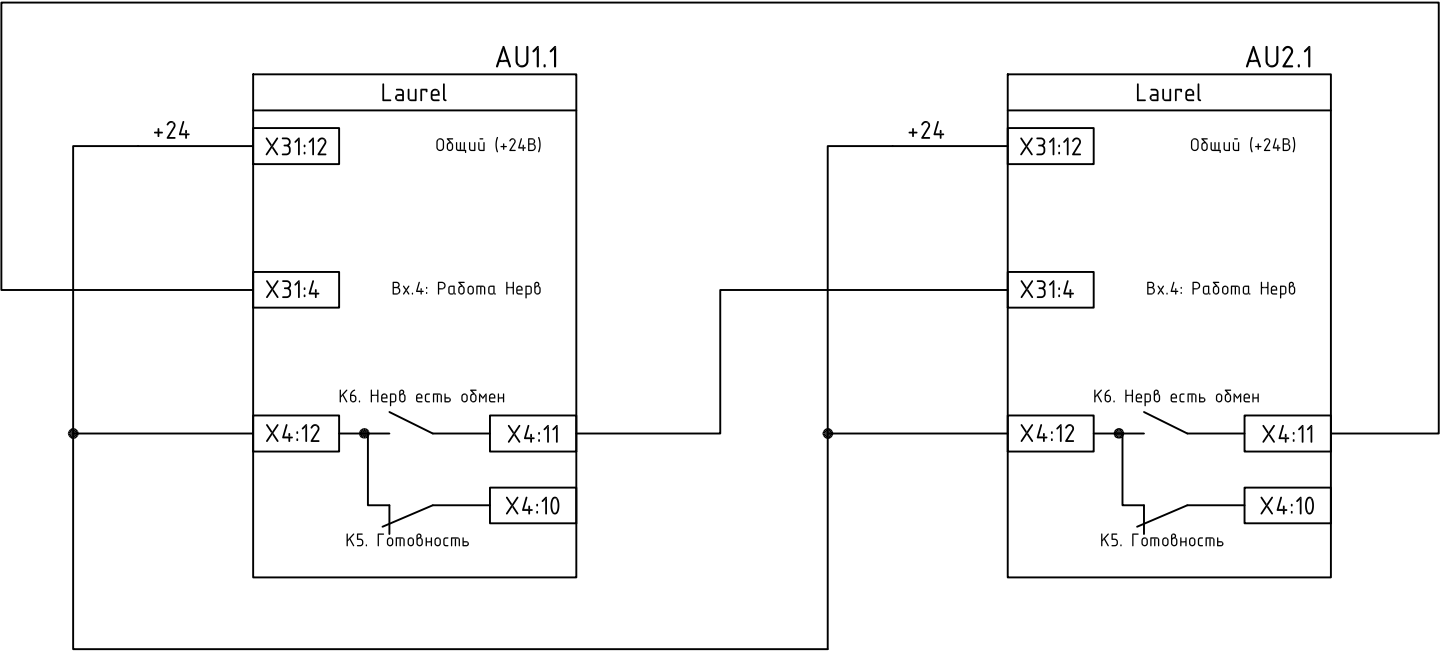 AU1.1
AU2.1
Laurel
Laurel
+24
X31:12
Общий (+24В)
+24
X31:12
Общий (+24В)
X31:4
Вх.4: Работа Нерв
X31:4
Вх.4: Работа Нерв
К6. Нерв есть обмен
К6. Нерв есть обмен
X4:12
X4:11
X4:12
X4:11
X4:10
X4:10
К5. Готовность
К5. Готовность